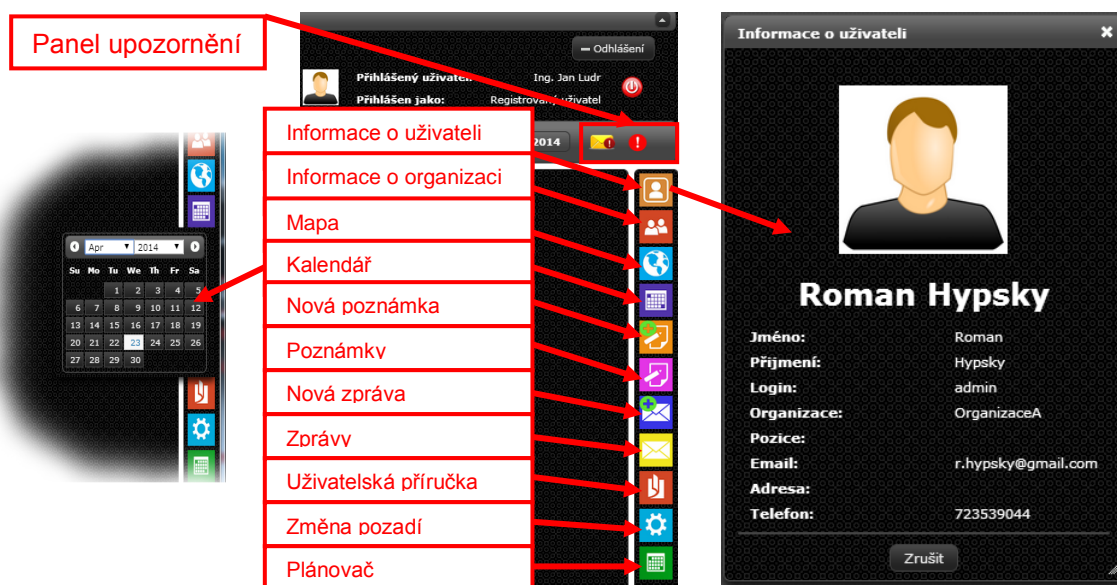 Panel upozornění
Odhlášení
Přihlášený uživatel:
Ing. Jan Ludr
Přihlášen jako:
Registrovaný uživatel
2014
Informace o uživateli
Informace o organizaci
Mapa
Kalendář
Nová poznámka
Poznámky
Nová zpráva
Zprávy
Uživatelská příručka
Změna pozadí
Plánovač
Apr 2014
Su Mo Tu We Th Fr Sa
1 2 3 4 5
6 7 8 9 10 11 12
13 14 15 16 17 18 19
20 21 22 23 24 25 26
27 28 29 30
Informace o uživateli
Roman Hypsky
Jméno: Roman
Přijmení: Hypsky
Login: admin
Organizace: OrganizaceA
Pozice:
Email: r.hypsky@gmail.com
Adresa:
Telefon: 723539044
Zrušit